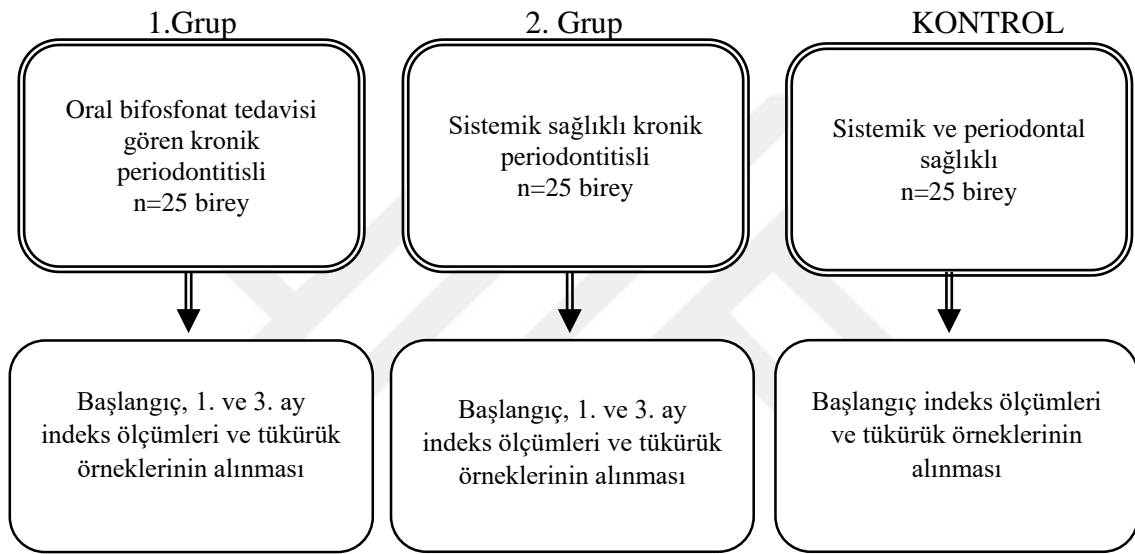 1.Grup
Oral bifosfonat tedavisi
gören kronik
periodontitisli
n=25 birey
2. Grup
Sistemik sağlıklı kronik
periodontitisli
n=25 birey
KONTROL
Sistemik ve periodontal
sağlıklı
n=25 birey
Başlangıç, 1. ve 3. ay
indeks ölçümleri ve tükürük
örneklerinin alınması
Başlangıç, 1. ve 3. ay
indeks ölçümleri ve tükürük
örneklerinin alınması
Başlangıç indeks ölçümleri
ve tükürük örneklerinin
alınması